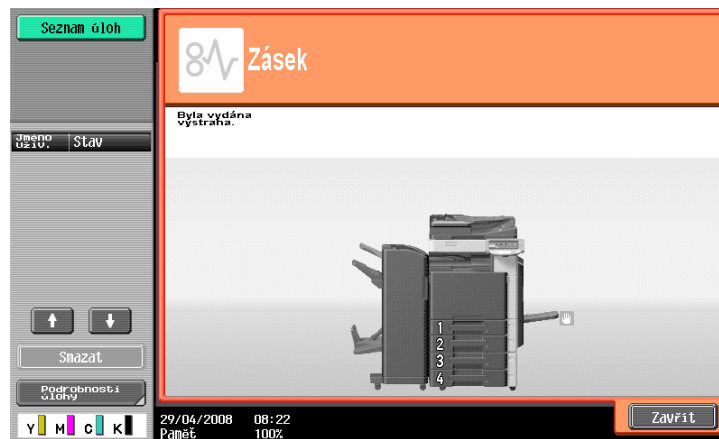 Seznam úloh
Zásek
Byla vydána
výstraha.
Jméno
Uživ.
Stav
1
2
3
4
Smazat
Podrobnosti
úlohy
Y M C K
29/04/2008 08:22
Paměť 100%
Zavřít